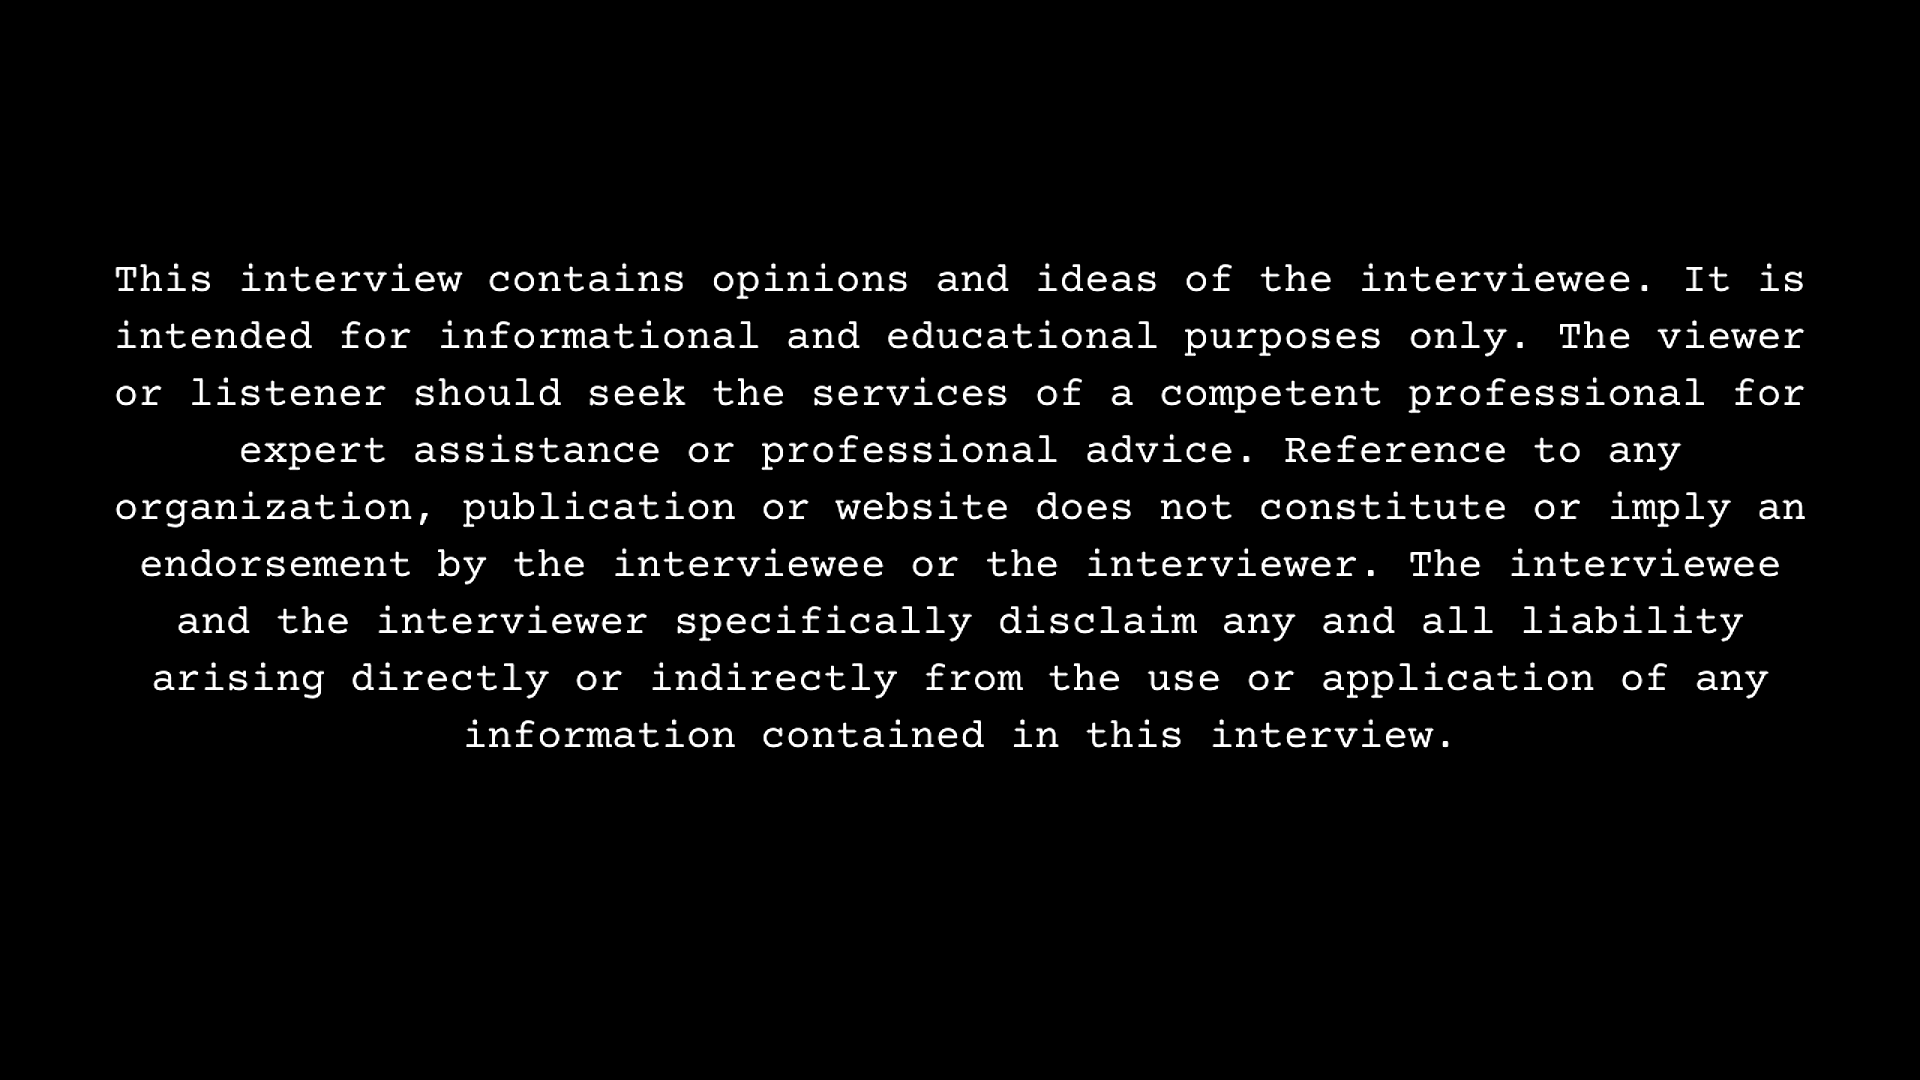 This interview contains opinions and ideas of the interviewee. It is
intended for informational and educational purposes only. The viewer
or listener should seek the services of a competent professional for
expert assistance or professional advice. Reference to any
organization, publication or website does not constitute or imply an
endorsement by the interviewee or the interviewer. The interviewee
and the interviewer specifically disclaim any and all liability
arising directly or indirectly from the use or application of any
information contained in this interview.